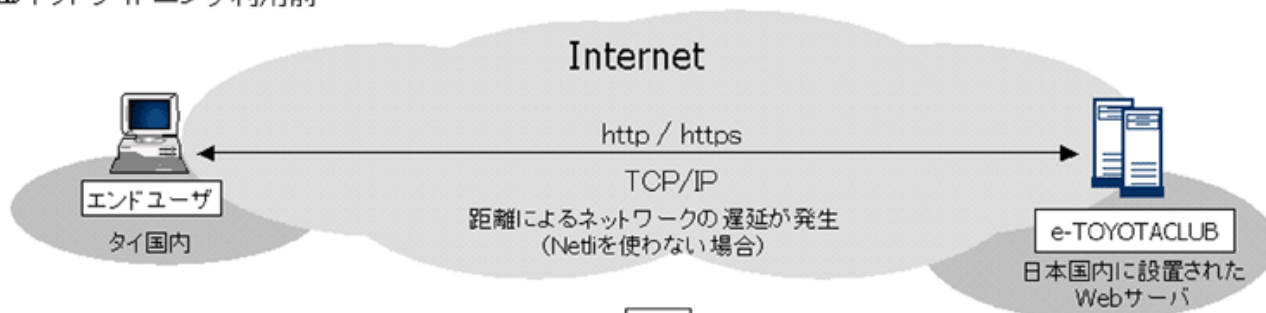 Internet
http / https
TCP/IP
エンドユーザ
タイ国内
距離によるネットワークの遅延が発生
(Netliを使わない場合)
e-TOYOTACLUB
日本国内に設置された
Webサーバ